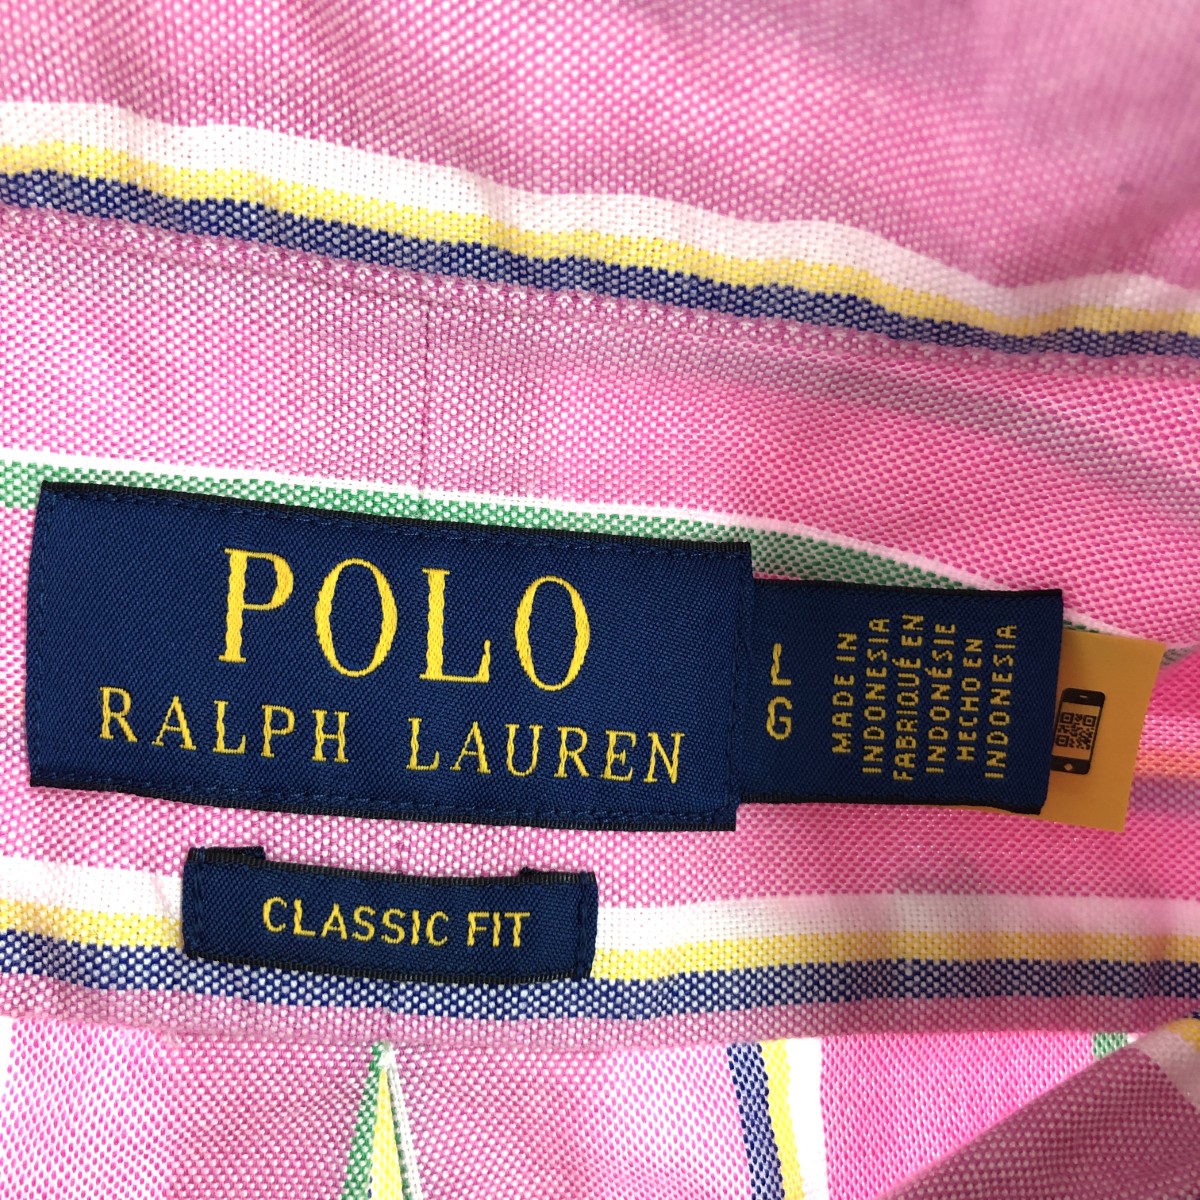 POLO
RALPH LAUREN
L
G
MADE IN
INDONESIA
FABRIQUÉ EN
INDONÉSIE
HECHO EN
INDONESIA
CLASSIC FIT